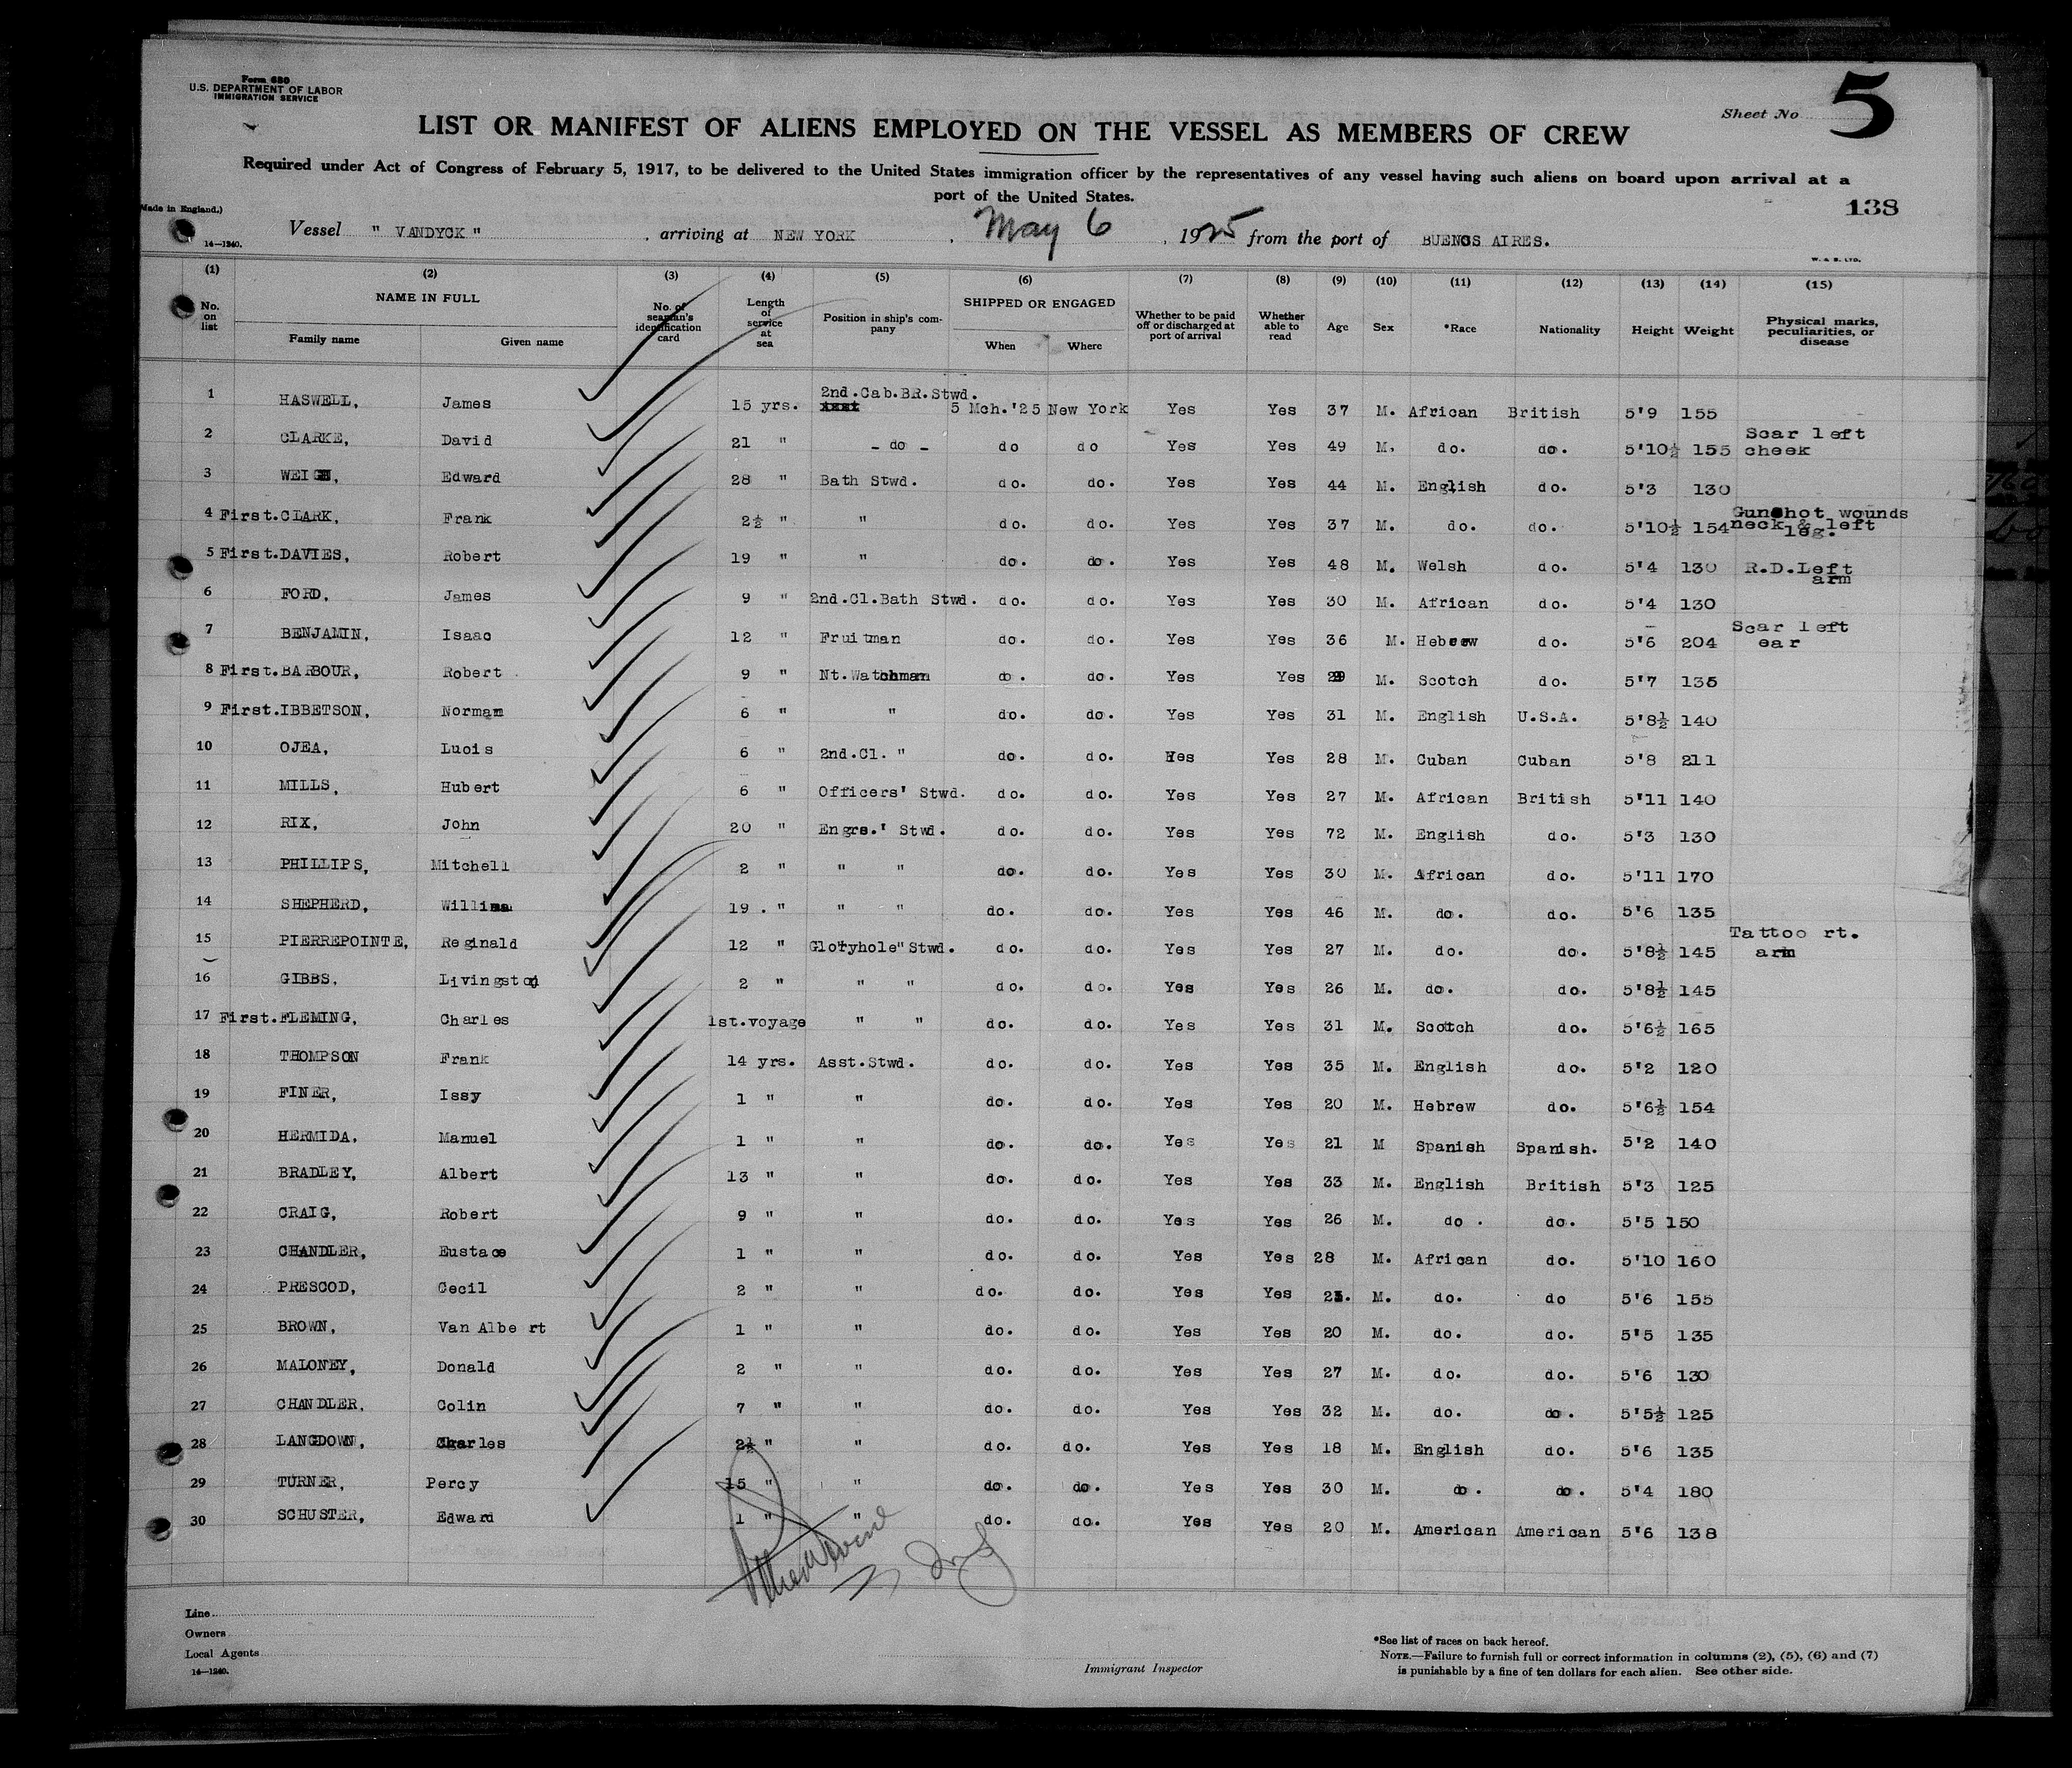 Form 680
U.S. DEPARTMENT OF LABOR
IMMIGRATION SERVICE
Sheet No 5
LIST OR MANIFEST OF ALIENS EMPLOYED ON THE VESSEL AS MEMBERS OF CREW
Required under Act of Congress of February 5, 1917, to be delivered to the United States immigration officer by the representatives of any vessel having such aliens on board upon arrival at a
port of the United States.
138
Made in England.)
14—1240.
Vessel " VANDYCK " , arriving at NEW YORK , May 6 , 1925 from the port of BUENOS AIRES.
W. & S. LTD.
(1) (2) (3) (4) (5) (6) (7) (8) (9) (10) (11) (12) (13) (14) (15)
No. on list NAME IN FULL Family name Given name No. of seaman's identification card Length of service at sea Position in ship's company SHIPPED OR ENGAGED When Where Whether to be paid off or discharged at port of arrival Whether able to read Age Sex *Race Nationality Height Weight Physical marks, peculiarities, or disease
1 HASWELL, James 15 yrs. 2nd.Cab.BR.Stwd. 5 Mch.'25 New York Yes Yes 37 M. African British 5'9 155
2 CLARKE, David 21 " - do - do do Yes Yes 49 M. do. do. 5'10½ 155 Scar left cheek
3 WEIGH, Edward 28 " Bath Stwd. do. do. Yes Yes 44 M. English do. 5'3 130
4 First.CLARK, Frank 2½ " " do. do. Yes Yes 37 M. do. do. 5'10½ 154 Gunshot wounds neck & left leg.
5 First.DAVIES, Robert 19 " " do. do. Yes Yes 48 M. Welsh do. 5'4 130 R.D.Left arm
6 FORD, James 9 " 2nd.Cl.Bath Stwd. do. do. Yes Yes 30 M. African do. 5'4 130
7 BENJAMIN, Isaac 12 " Fruitman do. do. Yes Yes 36 M. Hebrew do. 5'6 204 Scar left ear
8 First.BARBOUR, Robert 9 " Nt.Watchman do. do. Yes Yes 29 M. Scotch do. 5'7 135
9 First.IBBETSON, Norman 6 " " do. do. Yes Yes 31 M. English U.S.A. 5'8½ 140
10 OJEA, Luois 6 " 2nd.Cl. " do. do. Yes Yes 28 M. Cuban Cuban 5'8 211
11 MILLS, Hubert 6 " Officers' Stwd. do. do. Yes Yes 27 M. African British 5'11 140
12 RIX, John 20 " Engrs.' Stwd. do. do. Yes Yes 72 M. English do. 5'3 130
13 PHILLIPS, Mitchell 2 " " " do. do. Yes Yes 30 M. African do. 5'11 170
14 SHEPHERD, William 19 . " " " do. do. Yes Yes 46 M. do. do. 5'6 135
15 PIERREPOINTE, Reginald 12 " Gloryhole" Stwd. do. do. Yes Yes 27 M. do. do. 5'8½ 145 Tattoo rt. arm
16 GIBBS, Livingston 2 " " " do. do. Yes Yes 26 M. do. do. 5'8½ 145
17 First.FLEMING, Charles 1st.voyage " " do. do. Yes Yes 31 M. Scotch do. 5'6½ 165
18 THOMPSON Frank 14 yrs. Asst.Stwd. do. do. Yes Yes 35 M. English do. 5'2 120
19 FINER, Issy 1 " " do. do. Yes Yes 20 M. Hebrew do. 5'6½ 154
20 HERMIDA, Manuel 1 " " do. do. Yes Yes 21 M Spanish Spanish. 5'2 140
21 BRADLEY, Albert 13 " " do. do. Yes Yes 33 M. English British 5'3 125
22 CRAIG, Robert 9 " " do. do. Yes Yes 26 M. do . do. 5'5 150
23 CHANDLER, Eustace 1 " " do. do. Yes Yes 28 M. African do. 5'10 160
24 PRESCOD, Cecil 2 " " do. do. Yes Yes M. do. do 5'6 155
25 BROWN, Van Albert 1 " " do. do. Yes Yes 20 M. do. do. 5'5 135
26 MALONEY, Donald 2 " " do. do. Yes Yes 27 M. do. do. 5'6 130
27 CHANDLER, Colin 7 " " do. do. Yes Yes 32 M. do. do. 5'5½ 125
28 LANGDOWN, Charles 2½ " " do. do. Yes Yes 18 M. English do. 5'6 135
29 TURNER, Percy 15 " " do. do. Yes Yes 30 M. do. do. 5'4 180
30 SCHUSTER, Edward 1 " " do. do. Yes Yes 20 M. American American 5'6 138
Line
Owners
Local Agents
14—1240.
Immigrant Inspector
*See list of races on back hereof.
NOTE.—Failure to furnish full or correct information in columns (2), (5), (6) and (7)
is punishable by a fine of ten dollars for each alien. See other side.